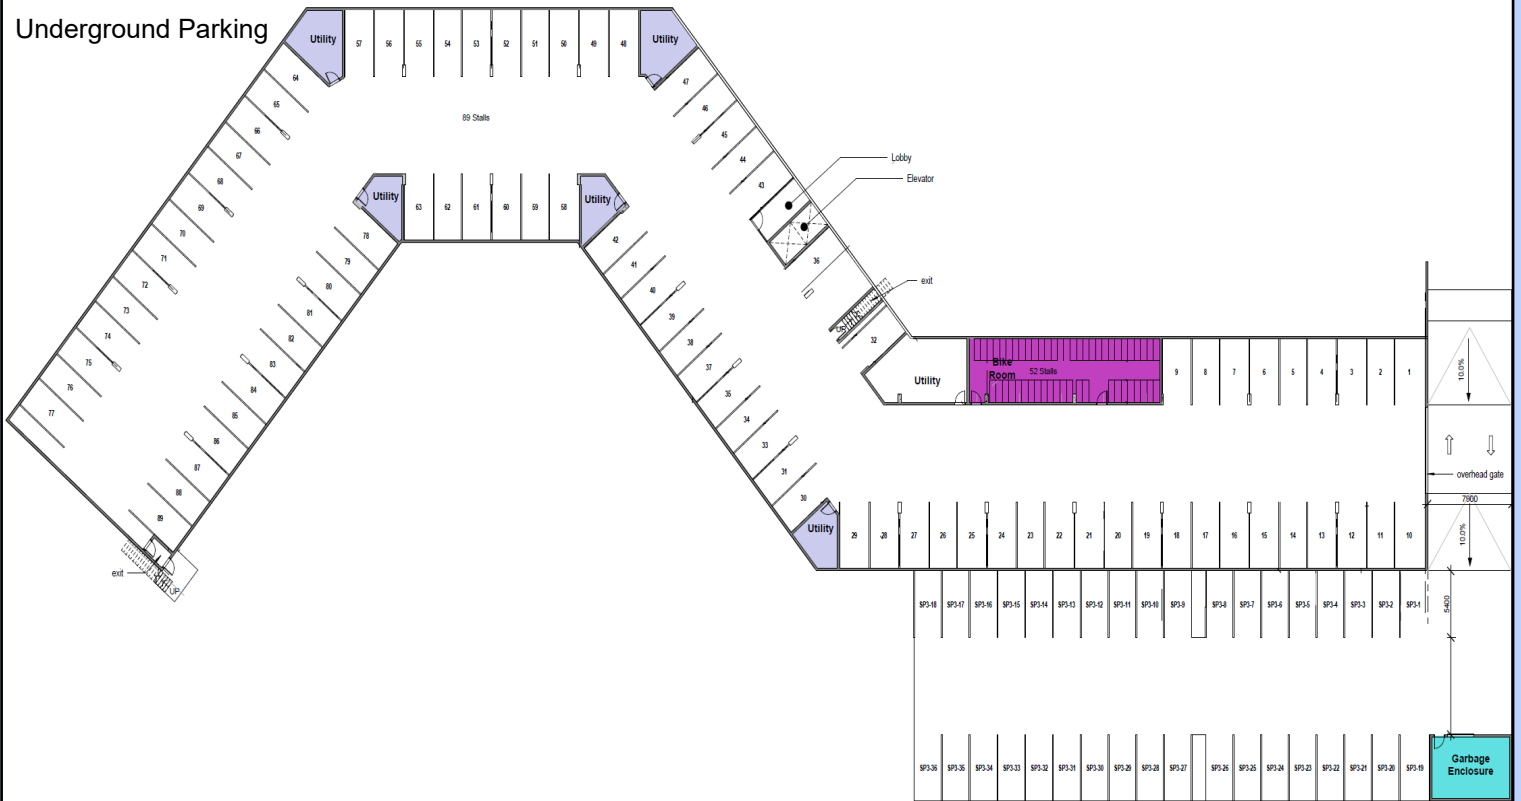 Underground Parking
Utility
57 56 55 54 53 52 51 50 49 48
Utility
64
65
66
67
68
69
70
71
72
73
74
75
76
77
47
46
45
44
43
89 Stalls
Lobby
Elevator
Utility
63 62 61 60 59 58
Utility
78
79
80
81
82
83
84
85
86
87
88
89
exit
UP
42
41
40
39
38
37
35
34
33
31
30
36
exit
UP
32
Utility
Bike
Room
52 Stalls
9 8 7 6 5 4 3 2 1
10.0%
overhead gate
7900
10.0%
Utility
29 28 27 26 25 24 23 22 21 20 19 18 17 16 15 14 13 12 11 10
SP3-18 SP3-17 SP3-16 SP3-15 SP3-14 SP3-13 SP3-12 SP3-11 SP3-10 SP3-9 SP3-8 SP3-7 SP3-6 SP3-5 SP3-4 SP3-3 SP3-2 SP3-1
5400
SP3-36 SP3-35 SP3-34 SP3-33 SP3-32 SP3-31 SP3-30 SP3-29 SP3-28 SP3-27 SP3-26 SP3-25 SP3-24 SP3-23 SP3-22 SP3-21 SP3-20 SP3-19
Garbage
Enclosure